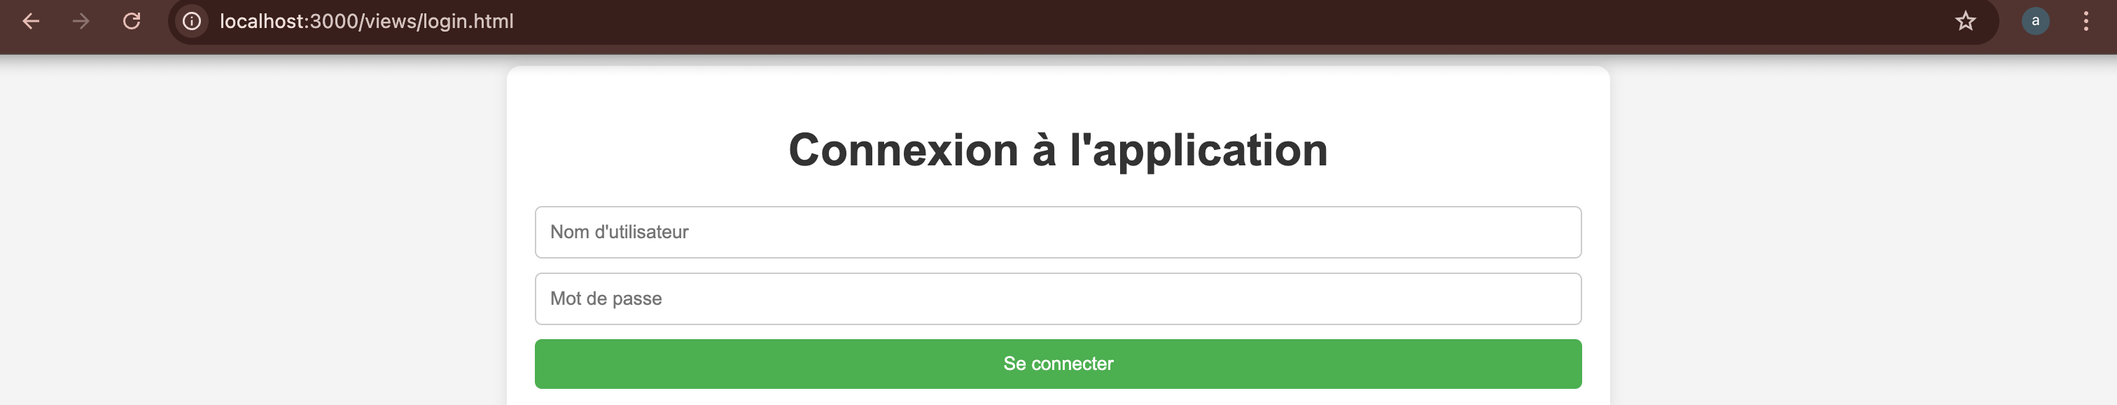 localhost:3000/views/login.html
a
Connexion à l'application
Nom d'utilisateur
Mot de passe
Se connecter